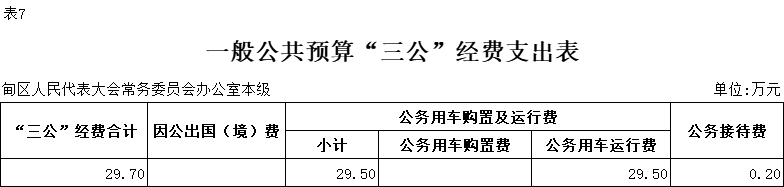 表7
一般公共预算“三公”经费支出表
甸区人民代表大会常务委员会办公室本级 单位:万元
“三公”经费合计 因公出国（境）费 公务用车购置及运行费 公务接待费
小计 公务用车购置费 公务用车运行费
29.70 29.50 29.50 0.20